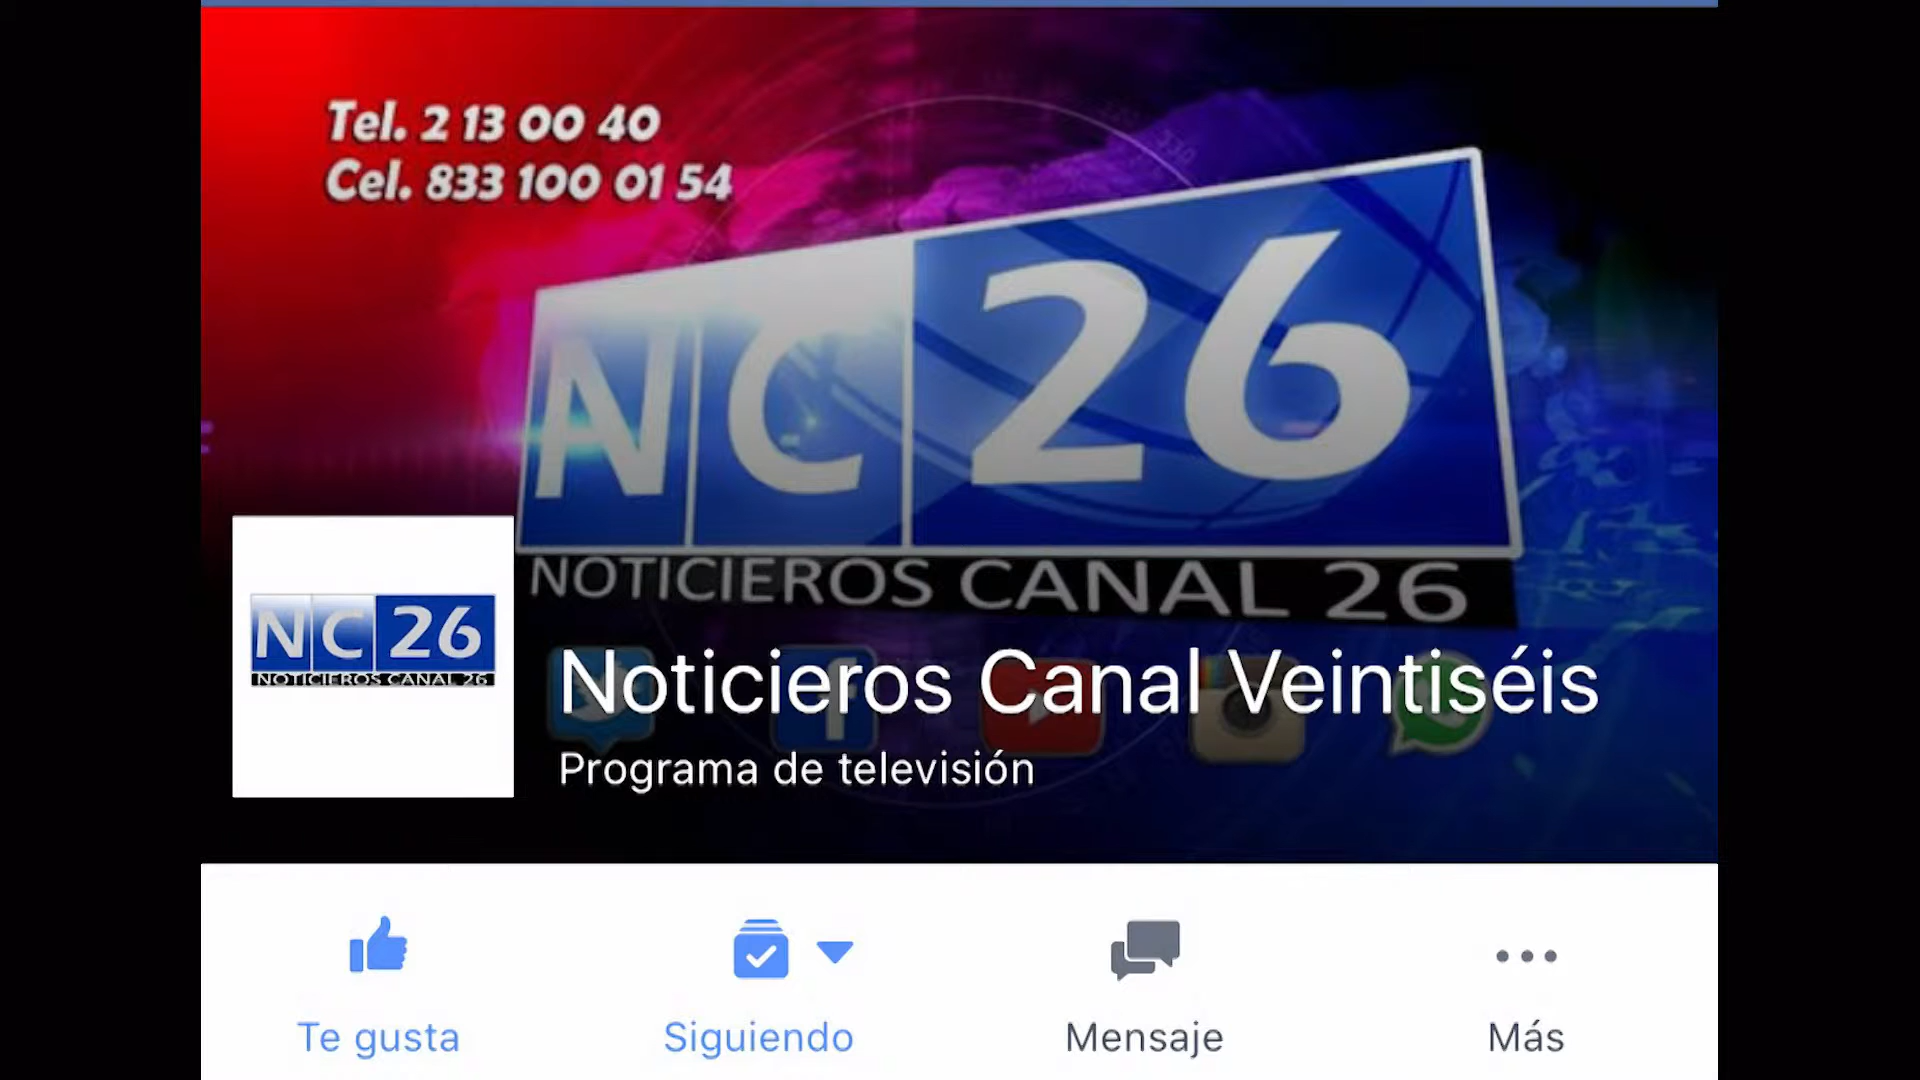 Tel. 2 13 00 40
Cel. 833 100 01 54
NC 26
NOTICIEROS CANAL 26
NC 26
NOTICIEROS CANAL 26
Noticieros Canal Veintiséis
Programa de televisión
Te gusta
Siguiendo
Mensaje
Más